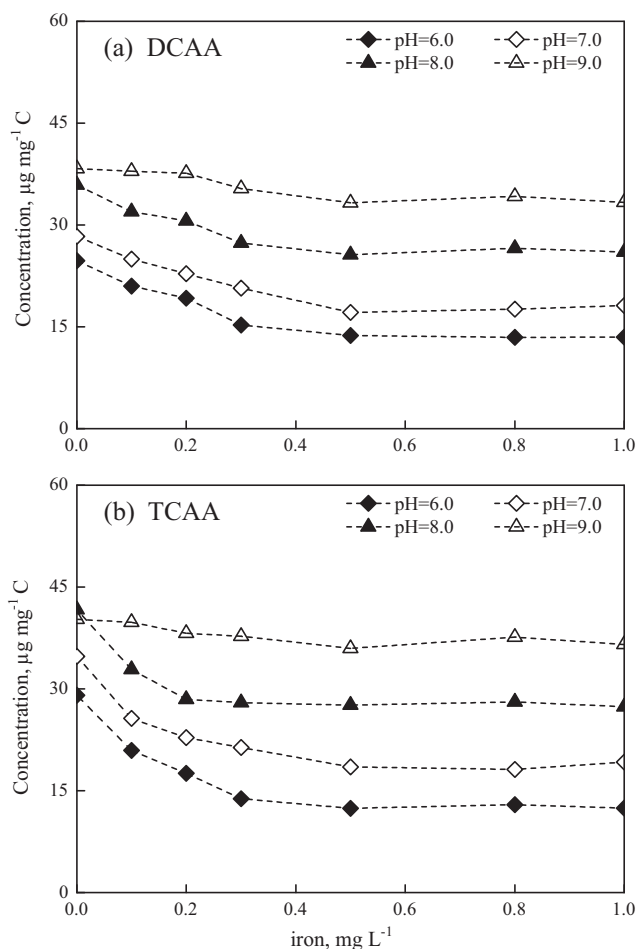 60
(a) DCAA
pH=6.0 pH=7.0
pH=8.0 pH=9.0
45
30
15
0
Concentration, µg mg⁻¹ C
0.0 0.2 0.4 0.6 0.8 1.0
60
(b) TCAA
pH=6.0 pH=7.0
pH=8.0 pH=9.0
45
30
15
0
Concentration, µg mg⁻¹ C
0.0 0.2 0.4 0.6 0.8 1.0
iron, mg L⁻¹